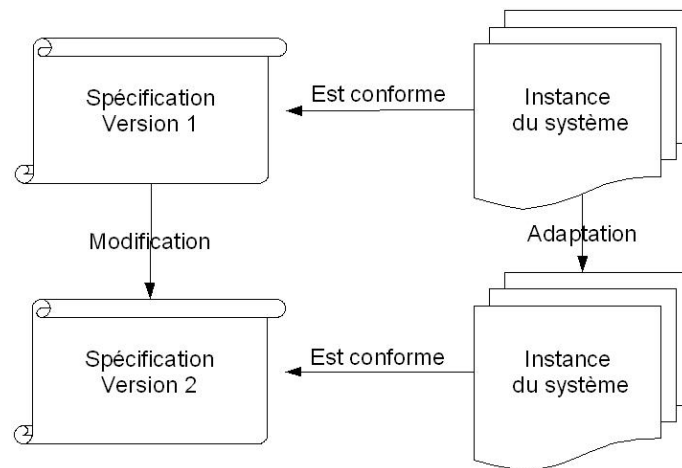 Spécification
Version 1
Est conforme
Instance
du système
Modification
Adaptation
Spécification
Version 2
Est conforme
Instance
du système